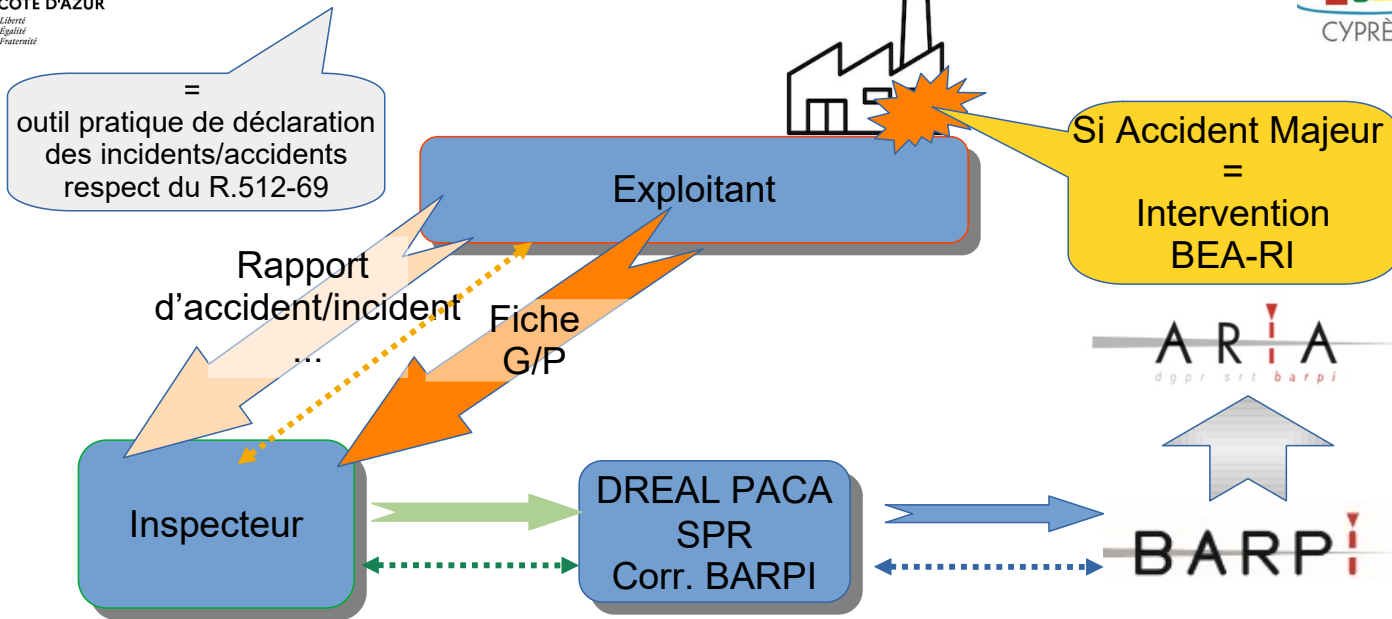 CÔTE D'AZUR
Liberté
Égalité
Fraternité
CYPRÈ
=
outil pratique de déclaration
des incidents/accidents
respect du R.512-69
Si Accident Majeur
=
Intervention
BEA-RI
Exploitant
Rapport
d'accident/incident
...
Fiche
G/P
ARIA
dgpr srt barpi
Inspecteur
DREAL PACA
SPR
Corr. BARPI
BARPI